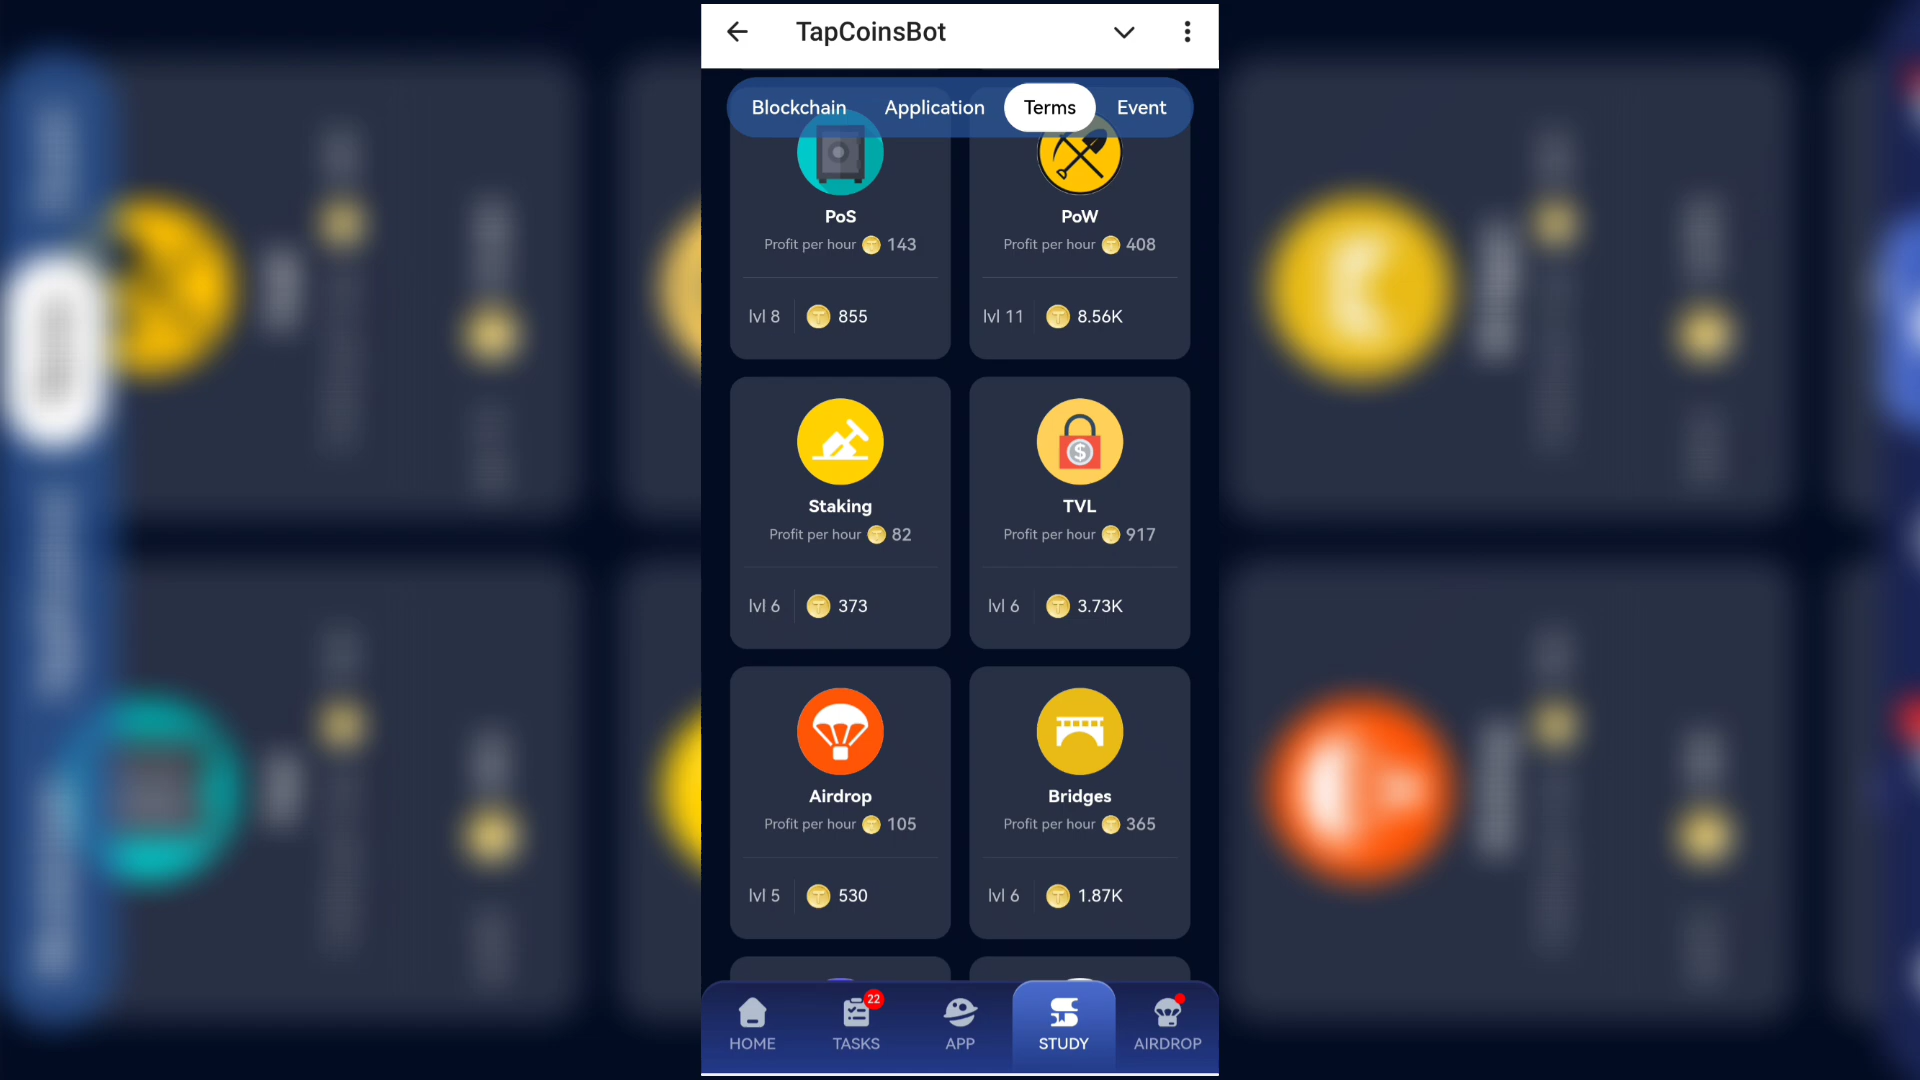 TapCoinsBot
Blockchain Application Terms Event
PoS
Profit per hour 143
lvl 8 855
PoW
Profit per hour 408
lvl 11 8.56K
Staking
Profit per hour 82
lvl 6 373
TVL
Profit per hour 917
lvl 6 3.73K
Airdrop
Profit per hour 105
lvl 5 530
Bridges
Profit per hour 365
lvl 6 1.87K
HOME
22
TASKS
APP
STUDY
AIRDROP